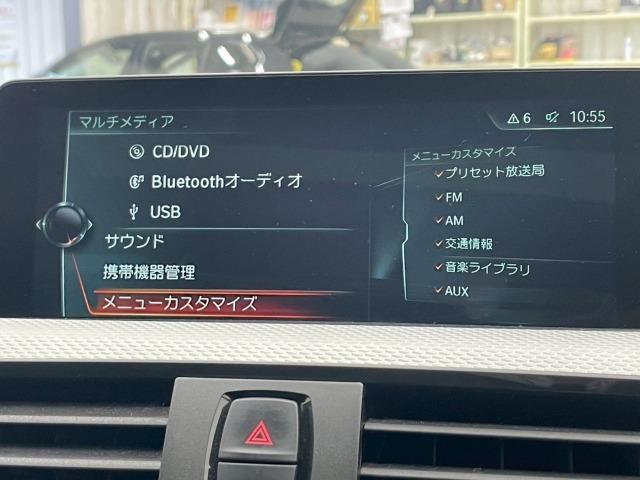 マルチメディア
6 10:55
CD/DVD
Bluetoothオーディオ
USB
サウンド
携帯機器管理
メニューカスタマイズ
メニューカスタマイズ
プリセット放送局
FM
AM
交通情報
音楽ライブラリ
AUX